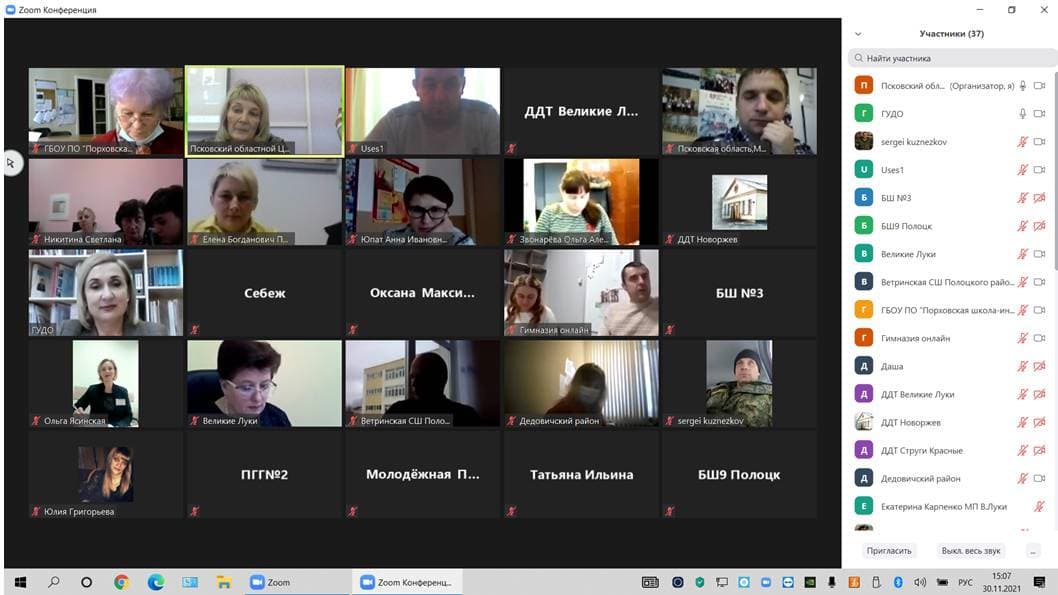 Zoom Конференция
ГБОУ ПО "Порховска...
Псковский областной Ц...
Uses1
ДДТ Великие Л...
Псковская область,М...
Никитина Светлана
Елена Богданович П...
Юпат Анна Ивановн...
Звонарёва Ольга Але...
ДДТ Новоржев
ГУДО
Себеж
Оксана Макси...
Гимназия онлайн
БШ №3
Ольга Ясинская
Великие Луки
Ветринская СШ Поло...
Дедовичский район
sergei kuznezkov
Юлия Григорьева
ПГГ№2
Молодёжная П...
Татьяна Ильина
БШ9 Полоцк
Участники (37)
Найти участника
П Псковский обл... (Организатор, я)
Г ГУДО
sergei kuznezkov
U Uses1
Б БШ №3
Б БШ9 Полоцк
В Великие Луки
В Ветринская СШ Полоцкого райо...
Г ГБОУ ПО "Порховская школа-ин...
Г Гимназия онлайн
Д Даша
Д ДДТ Великие Луки
ДДТ Новоржев
Д ДДТ Струги Красные
Д Дедовичский район
Е Екатерина Карпенко МП В.Луки
Пригласить
Выкл. весь звук
...
Zoom
Zoom Конференц...
РУС
15:07
30.11.2021